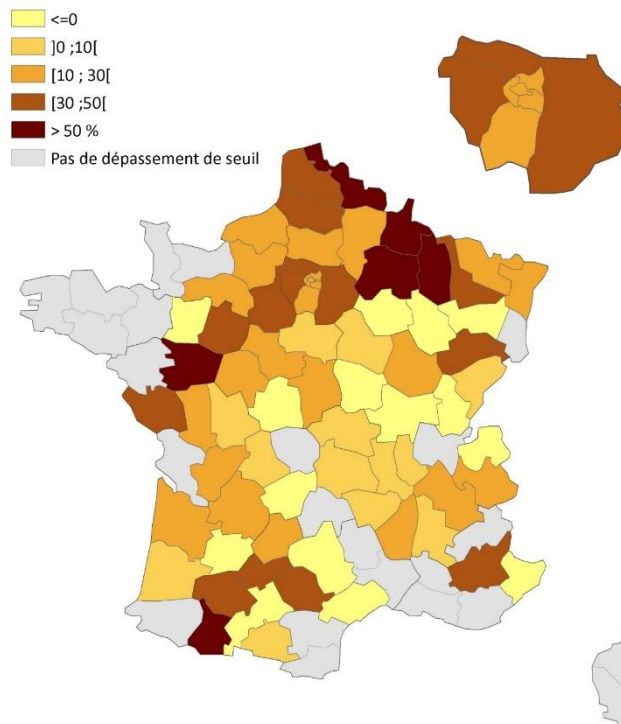 <=0
]0 ;10[
[10 ; 30[
[30 ;50[
> 50 %
Pas de dépassement de seuil